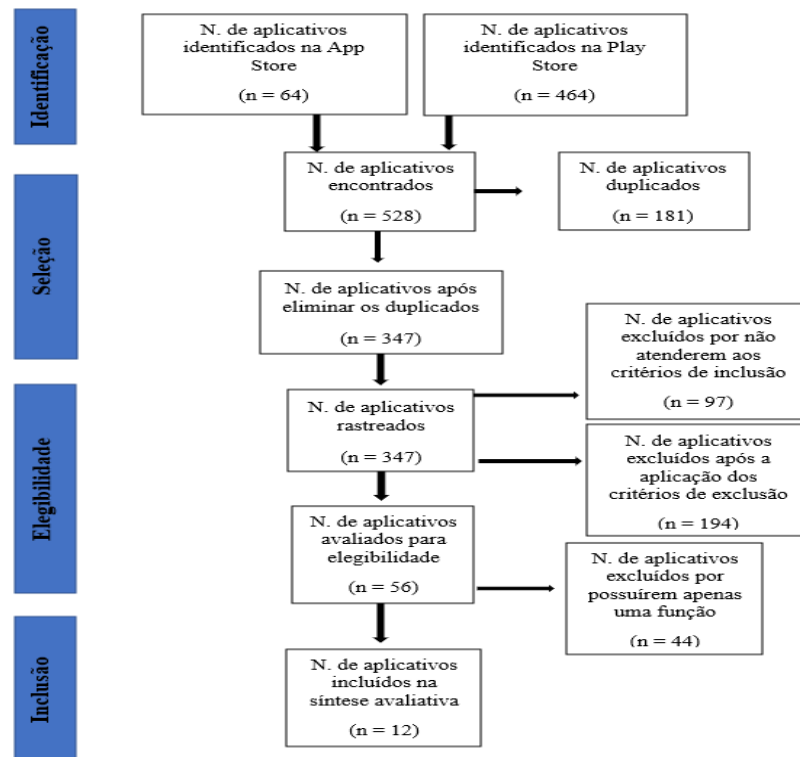 Identificação
N. de aplicativos
identificados na App
Store
(n = 64)
N. de aplicativos
identificados na Play
Store
(n = 464)
Seleção
N. de aplicativos
encontrados
(n = 528)
N. de aplicativos
duplicados
(n = 181)
N. de aplicativos após
eliminar os duplicados
(n = 347)
Elegibilidade
N. de aplicativos
rastreados
(n = 347)
N. de aplicativos
excluídos por não
atenderem aos
critérios de inclusão
(n = 97)
N. de aplicativos
excluídos após a
aplicação dos
critérios de exclusão
(n = 194)
N. de aplicativos
avaliados para
elegibilidade
(n = 56)
N. de aplicativos
excluídos por
possuírem apenas
uma função
(n = 44)
Inclusão
N. de aplicativos
incluídos na
síntese avaliativa
(n = 12)